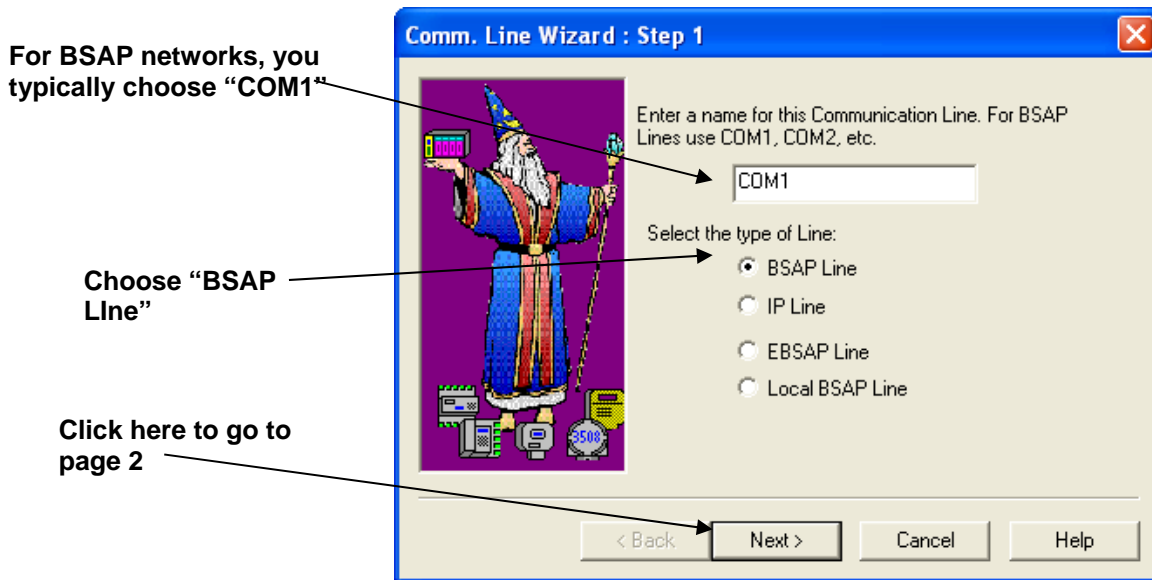 Comm. Line Wizard : Step 1
For BSAP networks, you
typically choose “COM1”
Enter a name for this Communication Line. For BSAP
Lines use COM1, COM2, etc.
COM1
Select the type of Line:
Choose “BSAP
LIne”
BSAP Line
IP Line
EBSAP Line
Local BSAP Line
3508
Click here to go to
page 2
< Back
Next >
Cancel
Help